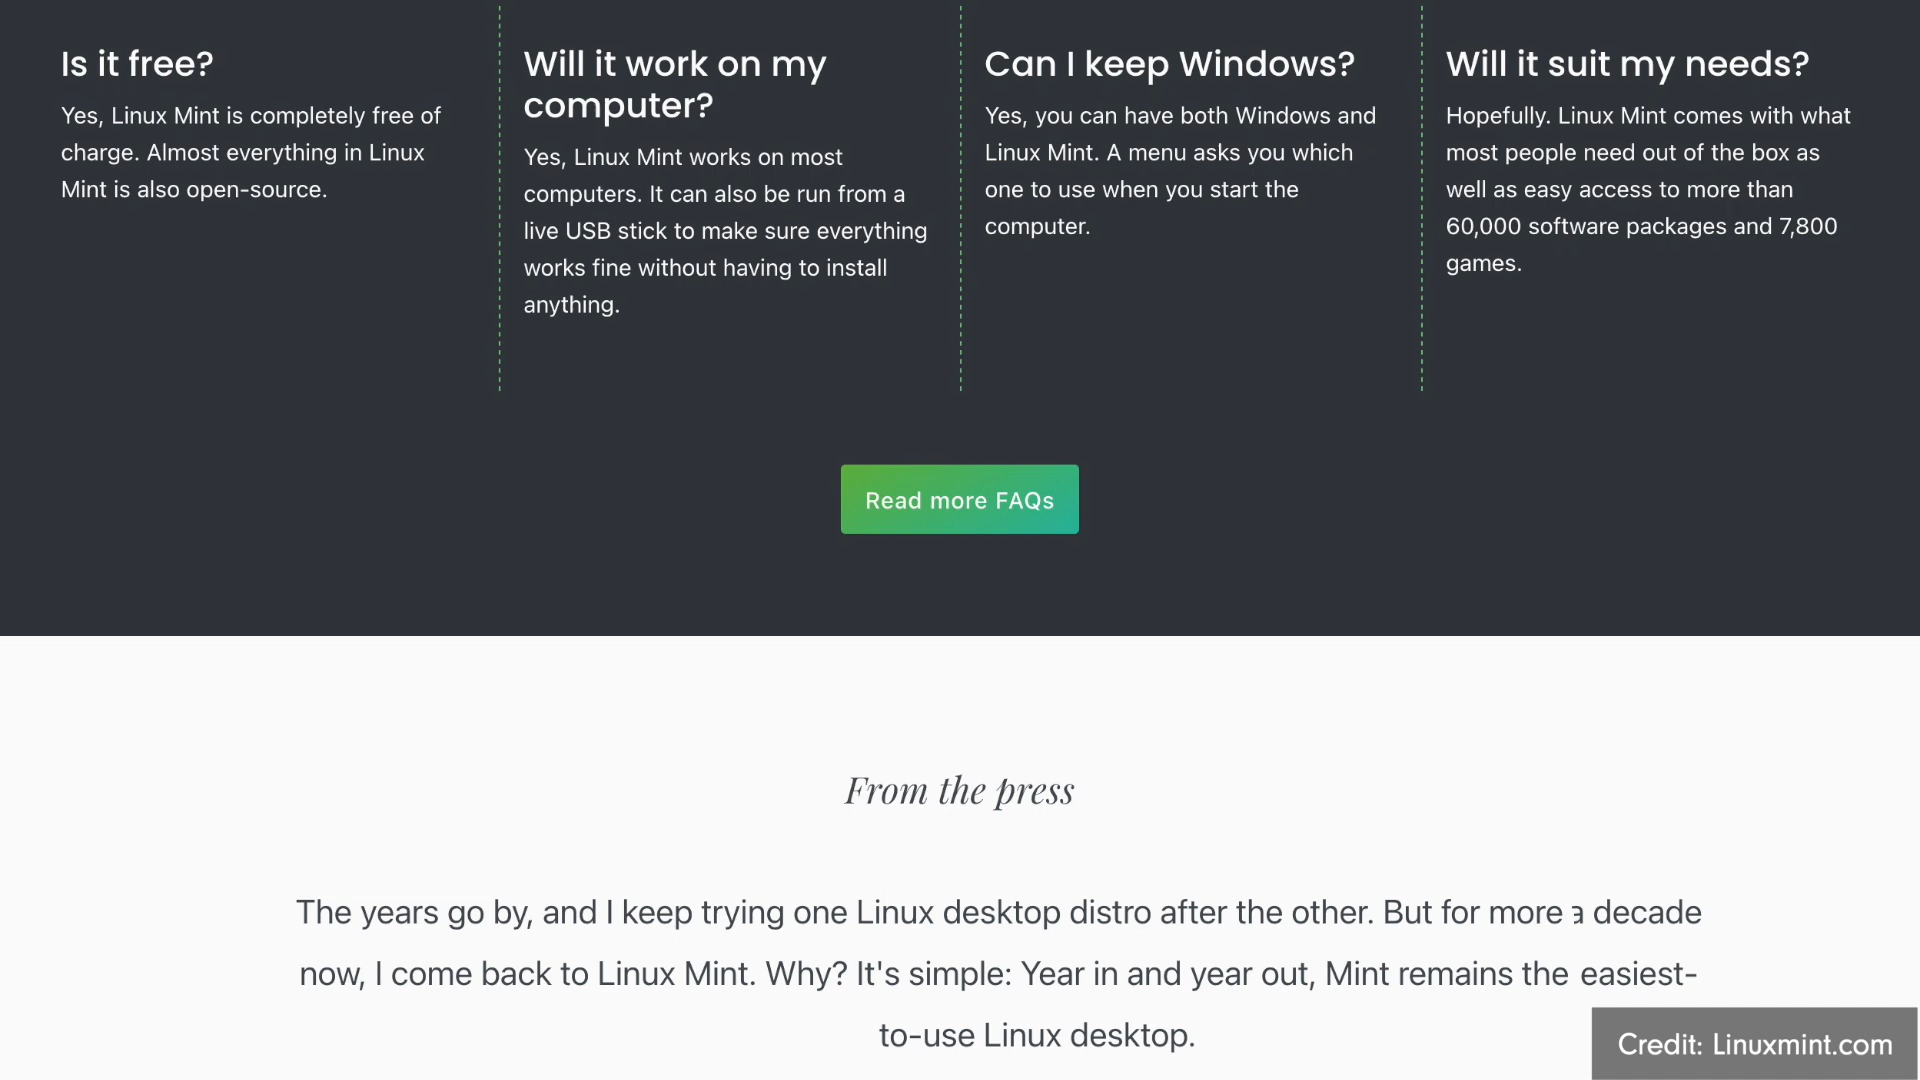 Is it free?
Yes, Linux Mint is completely free of
charge. Almost everything in Linux
Mint is also open-source.
Will it work on my
computer?
Yes, Linux Mint works on most
computers. It can also be run from a
live USB stick to make sure everything
works fine without having to install
anything.
Can I keep Windows?
Yes, you can have both Windows and
Linux Mint. A menu asks you which
one to use when you start the
computer.
Will it suit my needs?
Hopefully. Linux Mint comes with what
most people need out of the box as
well as easy access to more than
60,000 software packages and 7,800
games.
Read more FAQs
From the press
The years go by, and I keep trying one Linux desktop distro after the other. But for more a decade
now, I come back to Linux Mint. Why? It's simple: Year in and year out, Mint remains the easiest-
to-use Linux desktop.
Credit: Linuxmint.com